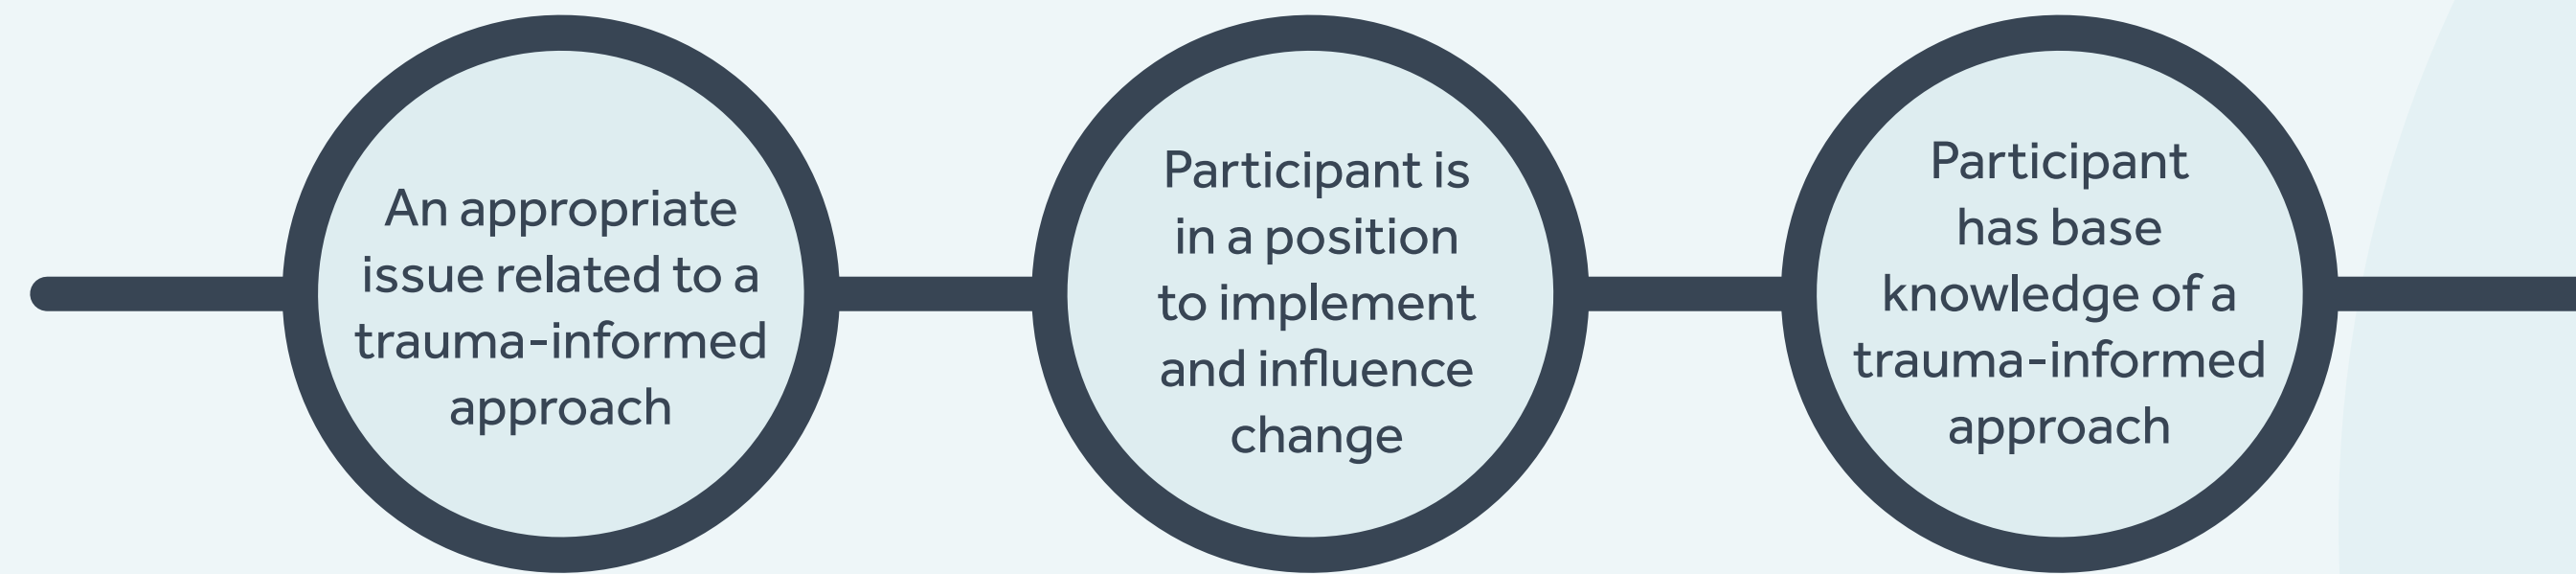 An appropriate
issue related to a
trauma-informed
approach
Participant is
in a position
to implement
and influence
change
Participant
has base
knowledge of a
trauma-informed
approach